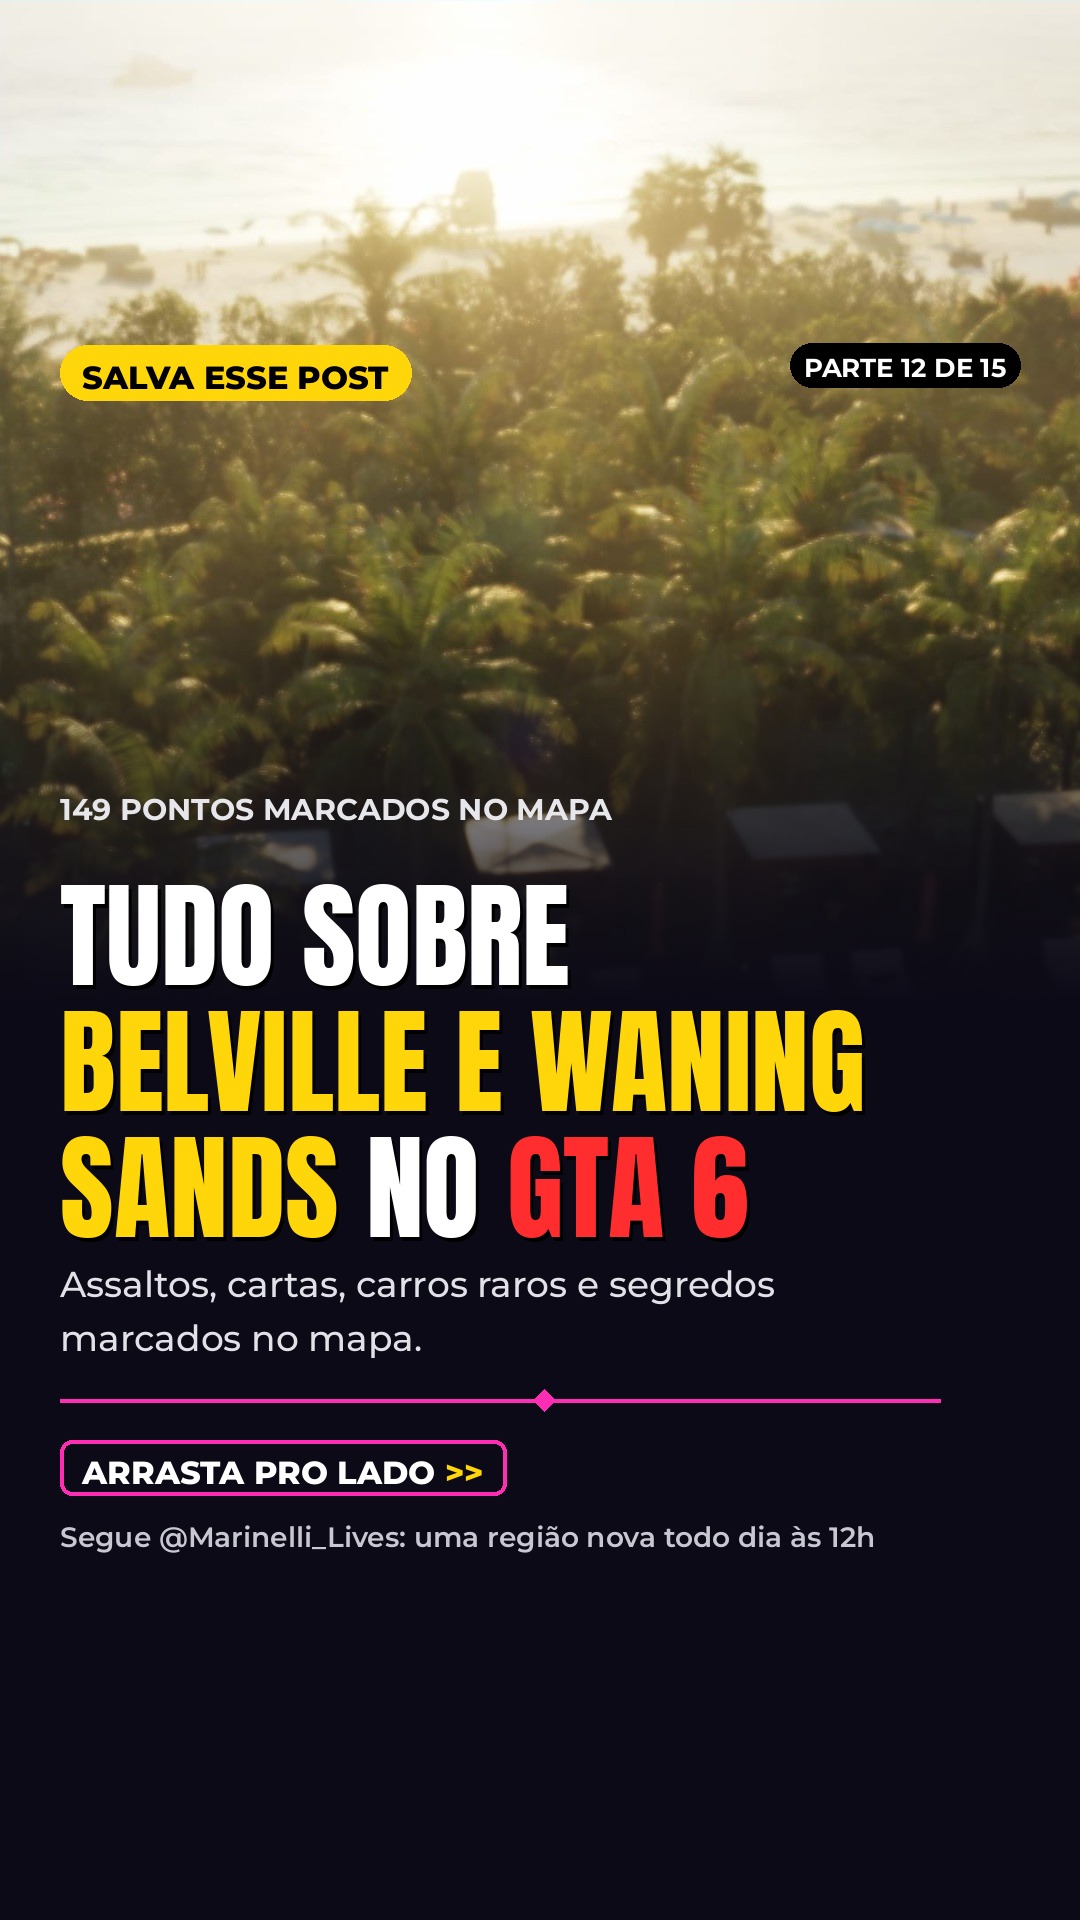 SALVA ESSE POST
PARTE 12 DE 15
149 PONTOS MARCADOS NO MAPA
TUDO SOBRE
BELVILLE E WANING
SANDS NO GTA 6
Assaltos, cartas, carros raros e segredos
marcados no mapa.
ARRASTA PRO LADO >>
Segue @Marinelli_Lives: uma região nova todo dia às 12h